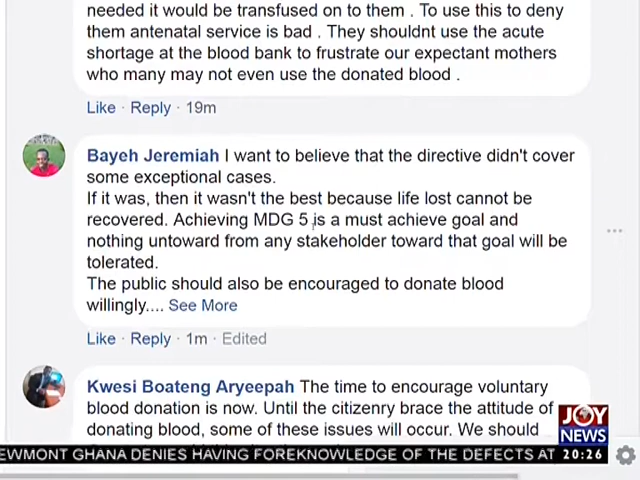 needed it would be transfused on to them . To use this to deny
them antenatal service is bad . They shouldnt use the acute
shortage at the blood bank to frustrate our expectant mothers
who many may not even use the donated blood .
Like · Reply · 19m
Bayeh Jeremiah I want to believe that the directive didn't cover
some exceptional cases.
If it was, then it wasn't the best because life lost cannot be
recovered. Achieving MDG 5 is a must achieve goal and
nothing untoward from any stakeholder toward that goal will be
tolerated.
The public should also be encouraged to donate blood
willingly.... See More
Like · Reply · 1m · Edited
Kwesi Boateng Aryeepah The time to encourage voluntary
blood donation is now. Until the citizenry brace the attitude of
donating blood, some of these issues will occur. We should
JOY
NEWS
EWMONT GHANA DENIES HAVING FOREKNOWLEDGE OF THE DEFECTS AT 20:26